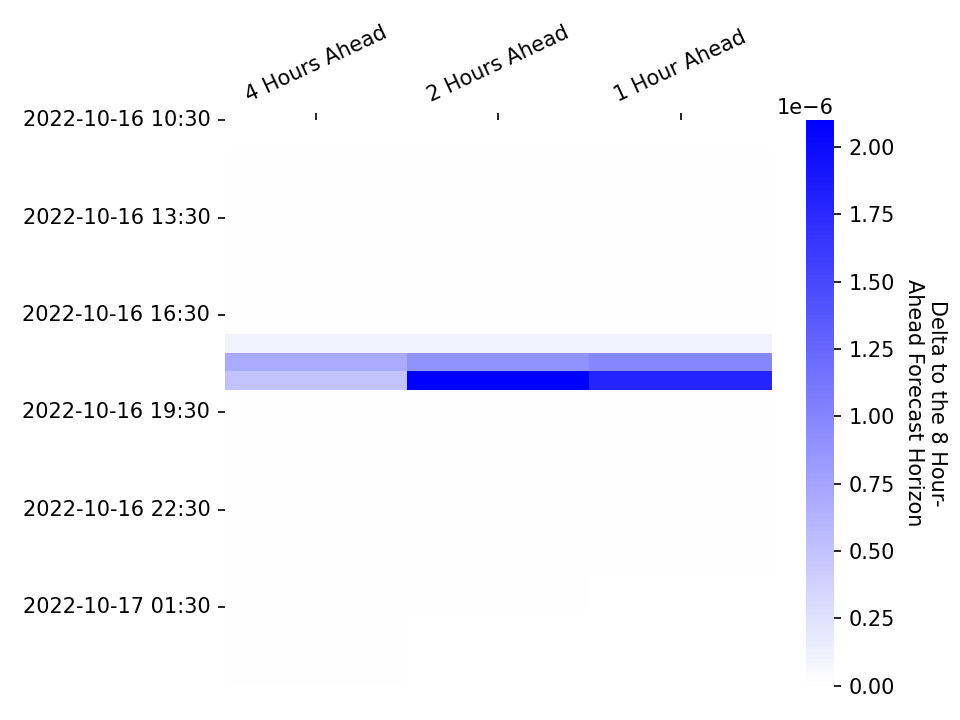 4 Hours Ahead
2 Hours Ahead
1 Hour Ahead
2022-10-16 10:30
2022-10-16 13:30
2022-10-16 16:30
2022-10-16 19:30
2022-10-16 22:30
2022-10-17 01:30
1e−6
2.00
1.75
1.50
1.25
1.00
0.75
0.50
0.25
0.00
Delta to the 8 Hour-
Ahead Forecast Horizon